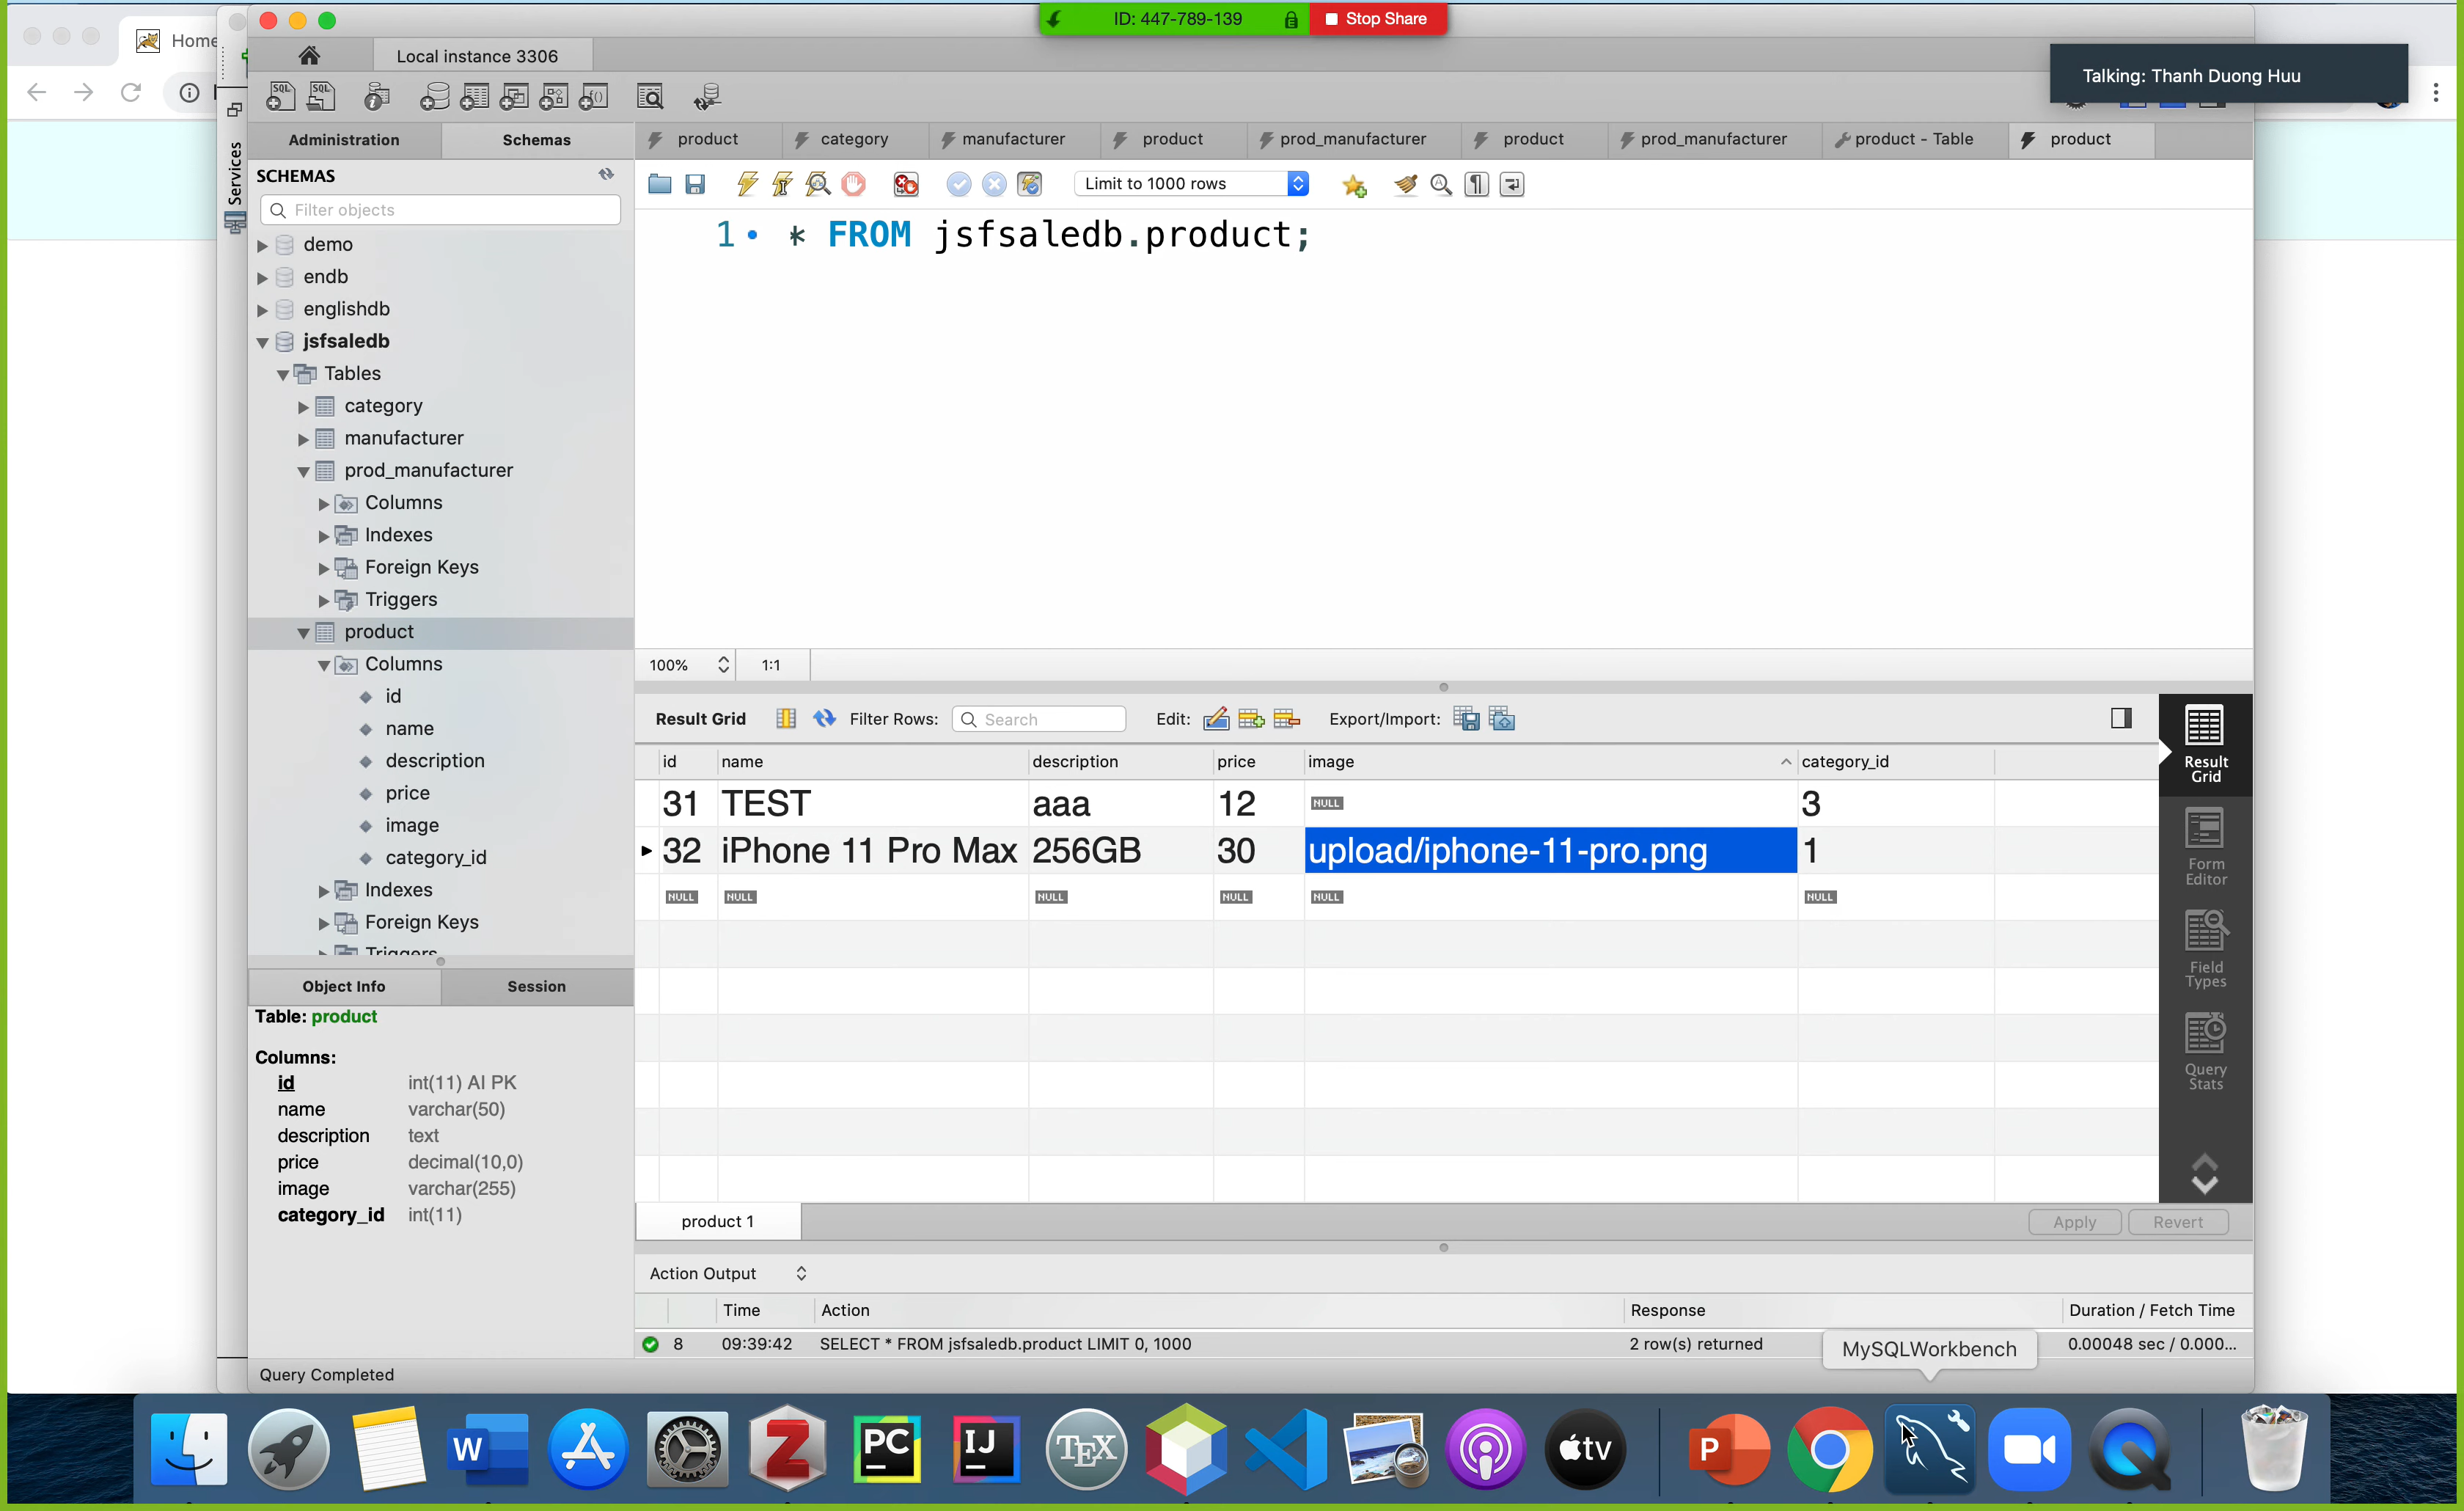 ID: 447-789-139
Stop Share
Home
Local instance 3306
Talking: Thanh Duong Huu
SQL
SQL
Administration
Schemas
product
category
manufacturer
product
prod_manufacturer
product
prod_manufacturer
product - Table
product
Services
SCHEMAS
Limit to 1000 rows
Filter objects
1 * FROM jsfsaledb.product;
demo
endb
englishdb
jsfsaledb
Tables
category
manufacturer
prod_manufacturer
Columns
Indexes
Foreign Keys
Triggers
product
Columns
id
name
description
price
image
category_id
Indexes
Foreign Keys
Triggers
100%
1:1
Result Grid
Filter Rows:
Search
Edit:
Export/Import:
id name description price image category_id
31 TEST aaa 12 NULL 3
32 iPhone 11 Pro Max 256GB 30 upload/iphone-11-pro.png 1
NULL NULL NULL NULL NULL NULL
Result
Grid
Form
Editor
Field
Types
Query
Stats
Object Info
Session
Table: product
Columns:
id int(11) AI PK
name varchar(50)
description text
price decimal(10,0)
image varchar(255)
category_id int(11)
product 1
Apply
Revert
Action Output
Time Action Response Duration / Fetch Time
8 09:39:42 SELECT * FROM jsfsaledb.product LIMIT 0, 1000 2 row(s) returned 0.00048 sec / 0.000...
MySQLWorkbench
Query Completed
W
Z
PC
IJ
TEX
tv
P